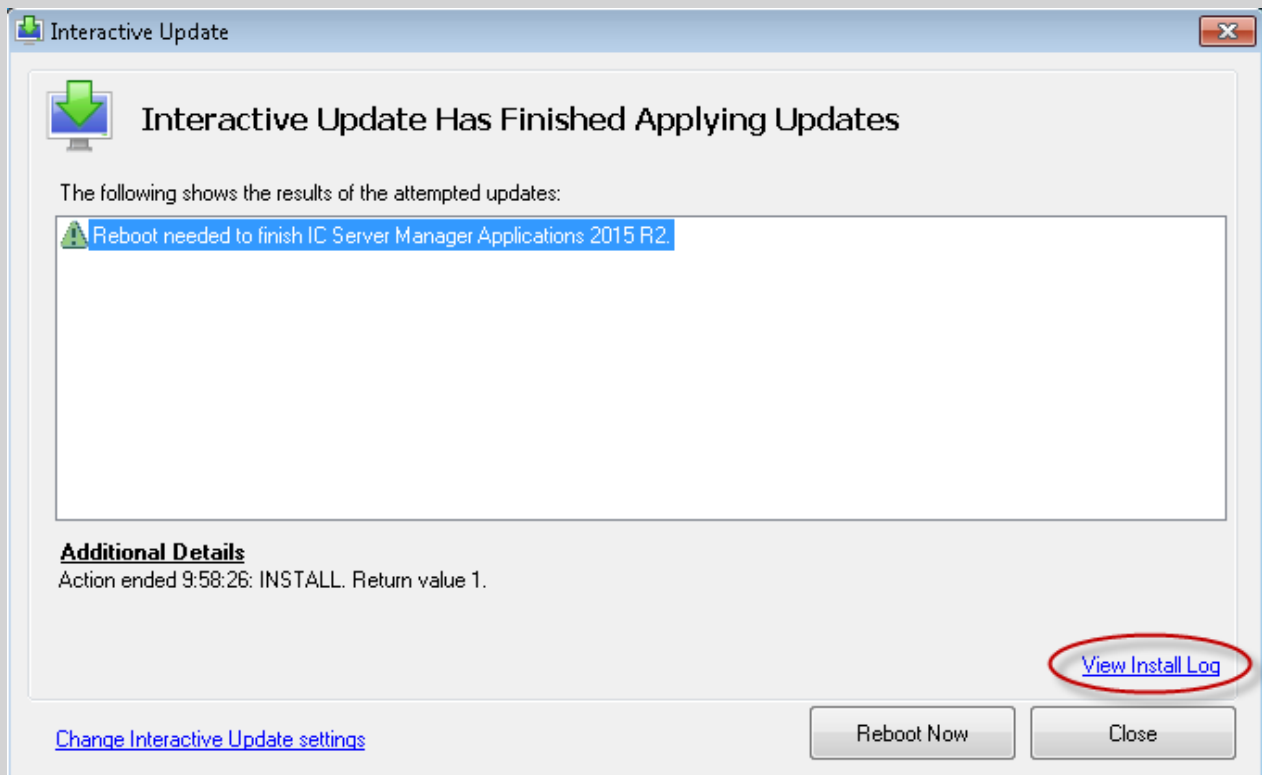 Interactive Update
Interactive Update Has Finished Applying Updates
The following shows the results of the attempted updates:
Reboot needed to finish IC Server Manager Applications 2015 R2.
Additional Details
Action ended 9:58:26: INSTALL. Return value 1.
View Install Log
Change Interactive Update settings
Reboot Now
Close